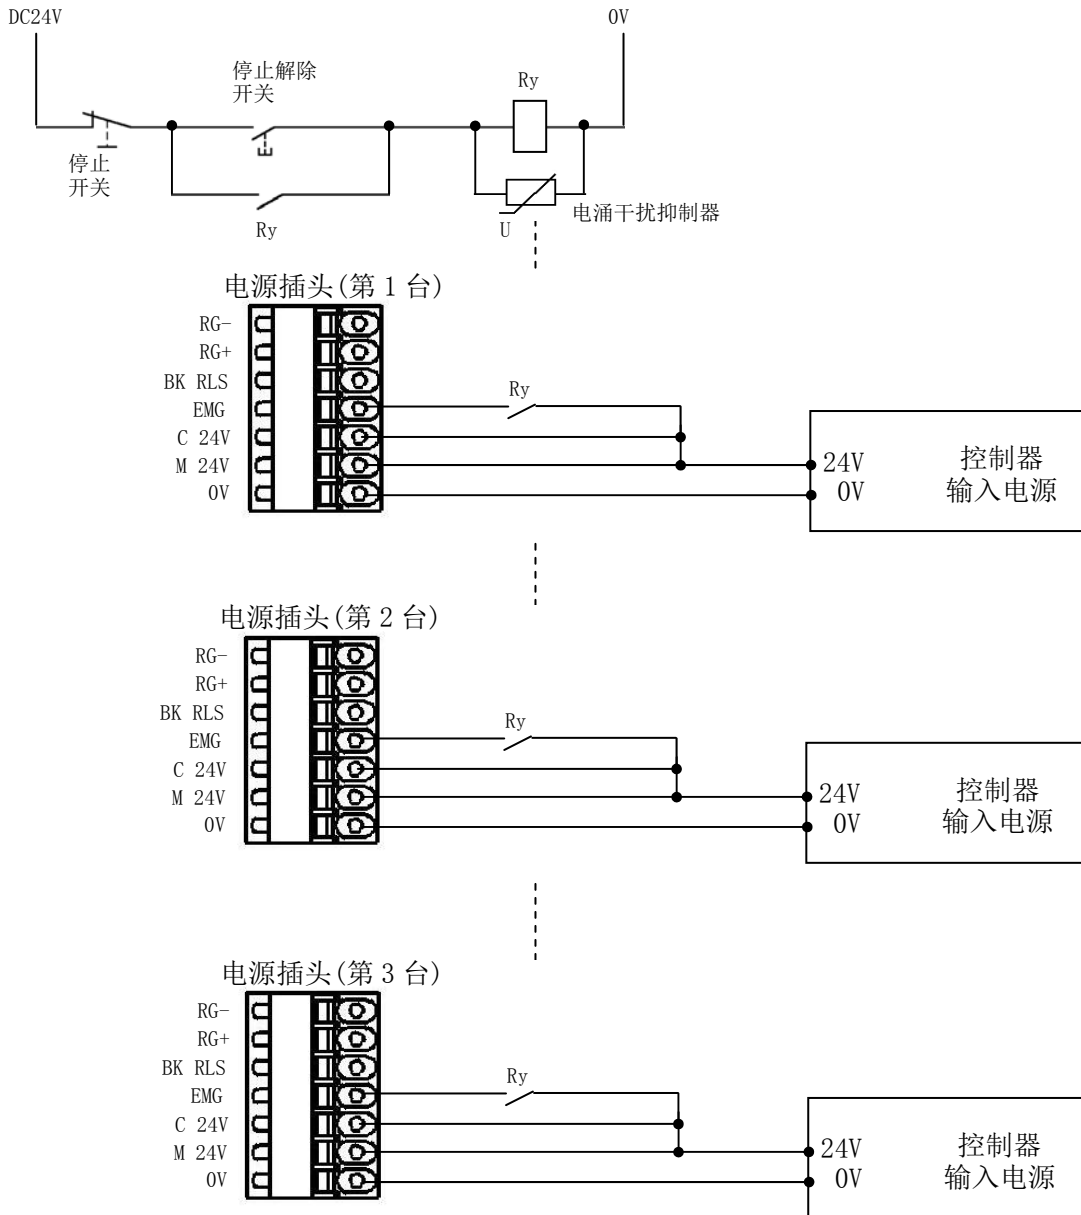 DC24V
0V
停止解除
开关
Ry
停止
开关
Ry
U
电涌干扰抑制器
电源插头(第 1 台)
RG-
RG+
BK RLS
EMG
C 24V
M 24V
0V
Ry
24V
0V
控制器
输入电源
电源插头(第 2 台)
RG-
RG+
BK RLS
EMG
C 24V
M 24V
0V
Ry
24V
0V
控制器
输入电源
电源插头(第 3 台)
RG-
RG+
BK RLS
EMG
C 24V
M 24V
0V
Ry
24V
0V
控制器
输入电源